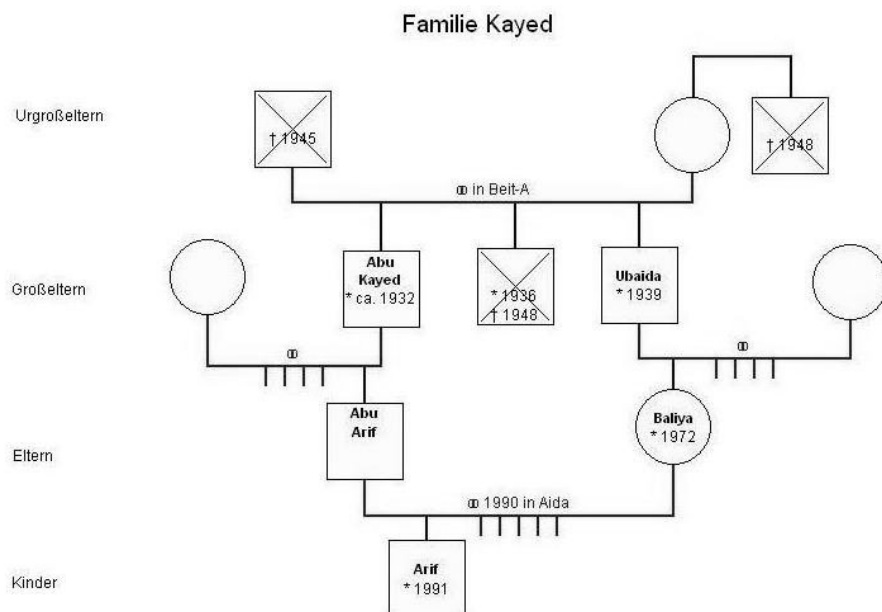 Familie Kayed
Urgroßeltern
† 1945
† 1948
ꝏ in Beit-A
Großeltern
Abu
Kayed
* ca. 1932
* 1936
† 1948
Ubaida
* 1939
ꝏ
ꝏ
Eltern
Abu
Arif
Baliya
* 1972
ꝏ 1990 in Aida
Kinder
Arif
* 1991